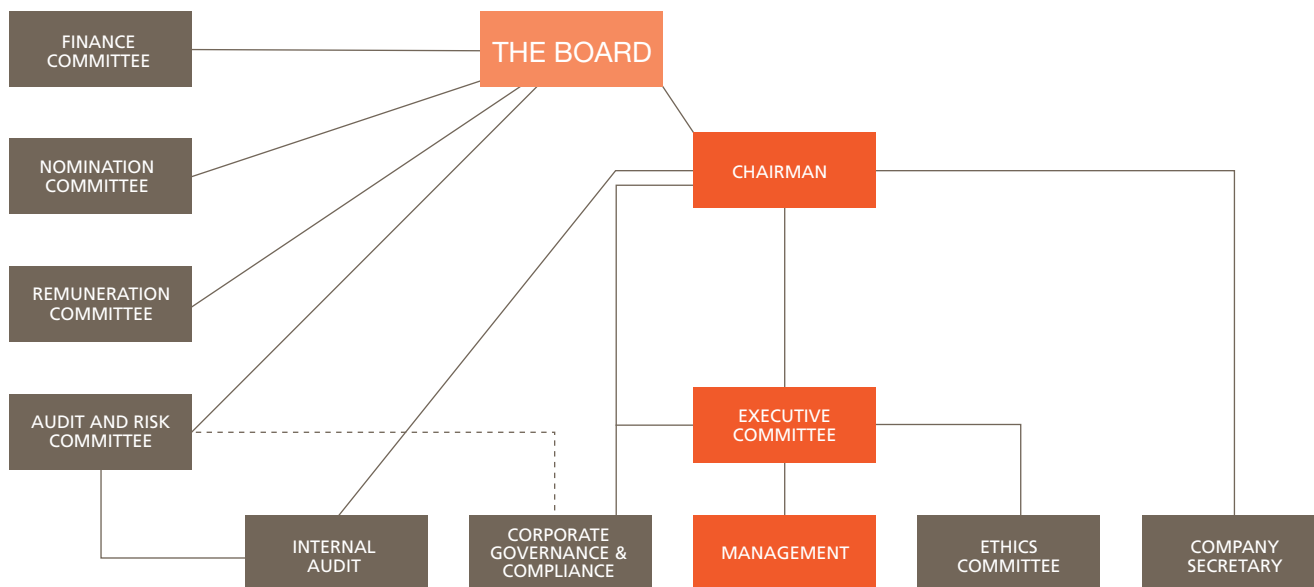 FINANCE
COMMITTEE
THE BOARD
NOMINATION
COMMITTEE
CHAIRMAN
REMUNERATION
COMMITTEE
AUDIT AND RISK
COMMITTEE
EXECUTIVE
COMMITTEE
INTERNAL
AUDIT
CORPORATE
GOVERNANCE &
COMPLIANCE
MANAGEMENT
ETHICS
COMMITTEE
COMPANY
SECRETARY